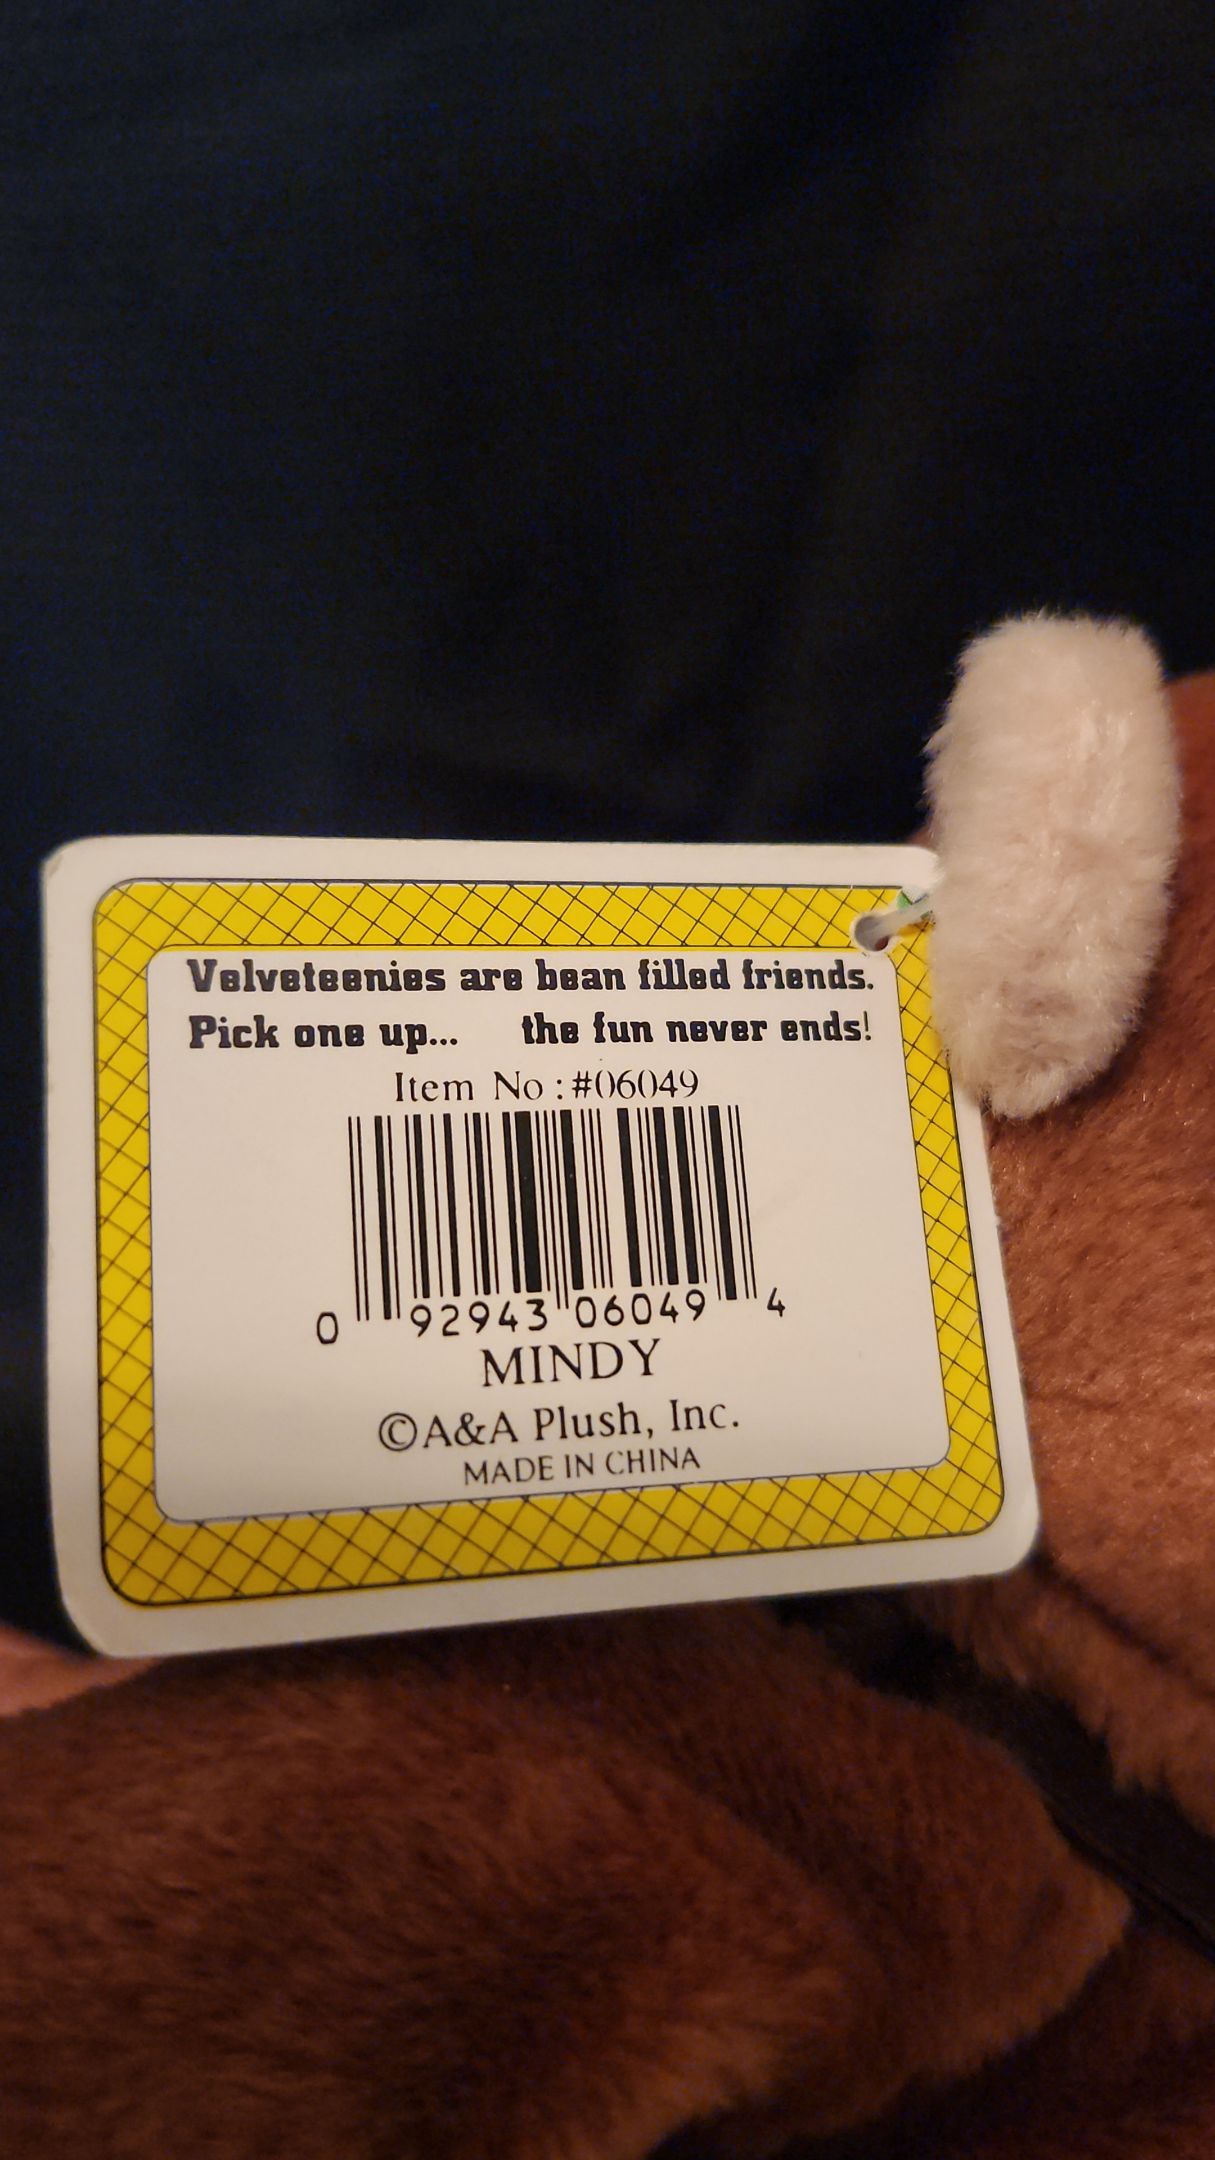 Velveteenies are bean filled friends.
Pick one up... the fun never ends!
Item No : #06049
0 92943 06049 4
MINDY
©A&A Plush, Inc.
MADE IN CHINA